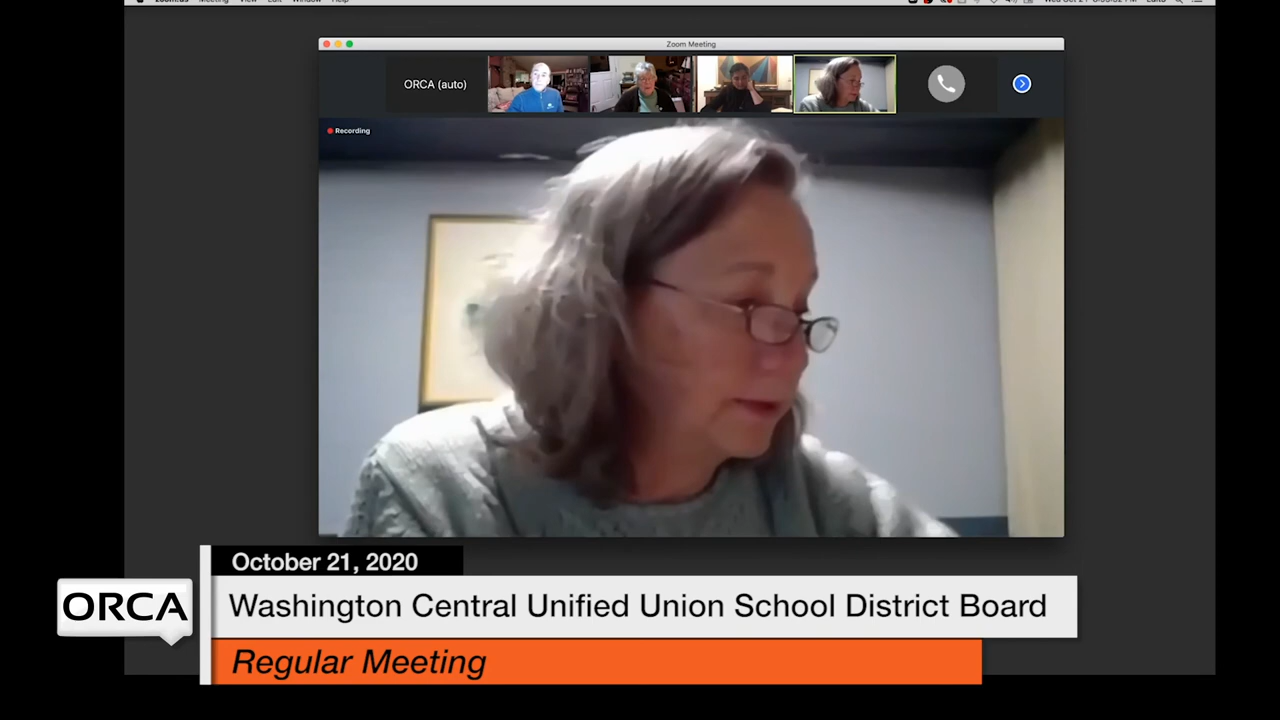 Zoom Meeting
ORCA (auto)
Recording
October 21, 2020
ORCA
Washington Central Unified Union School District Board
Regular Meeting